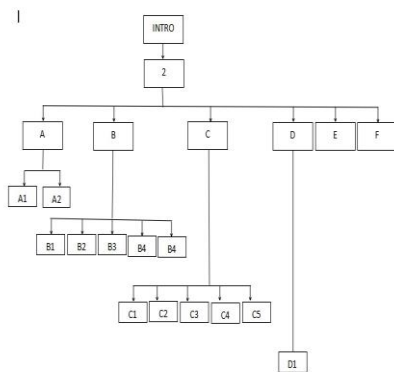 INTRO
2
A B C D E F
A1 A2
B1 B2 B3 B4 B4
C1 C2 C3 C4 C5
D1